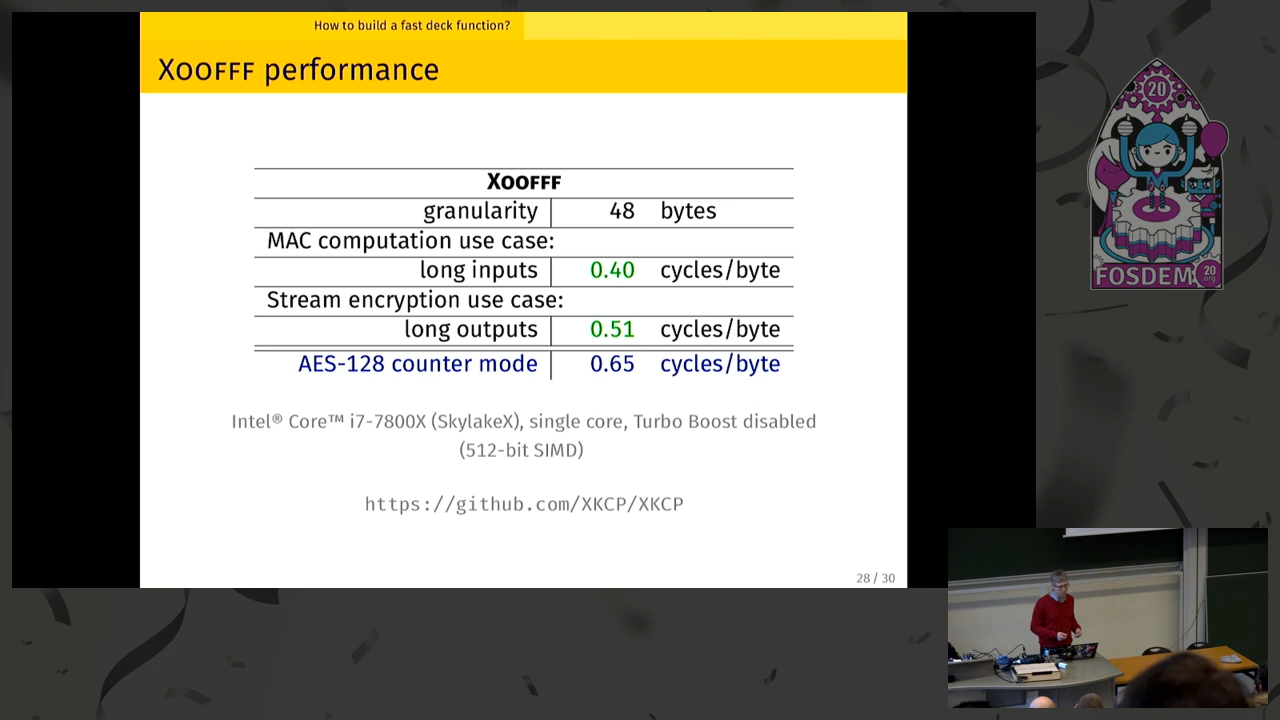 How to build a fast deck function?
Xoofff performance
Xoofff
granularity 48 bytes
MAC computation use case:
long inputs 0.40 cycles/byte
Stream encryption use case:
long outputs 0.51 cycles/byte
AES-128 counter mode 0.65 cycles/byte
Intel® Core™ i7-7800X (SkylakeX), single core, Turbo Boost disabled
(512-bit SIMD)
https://github.com/XKCP/XKCP
28 / 30
20
FOSDEM 20
.org